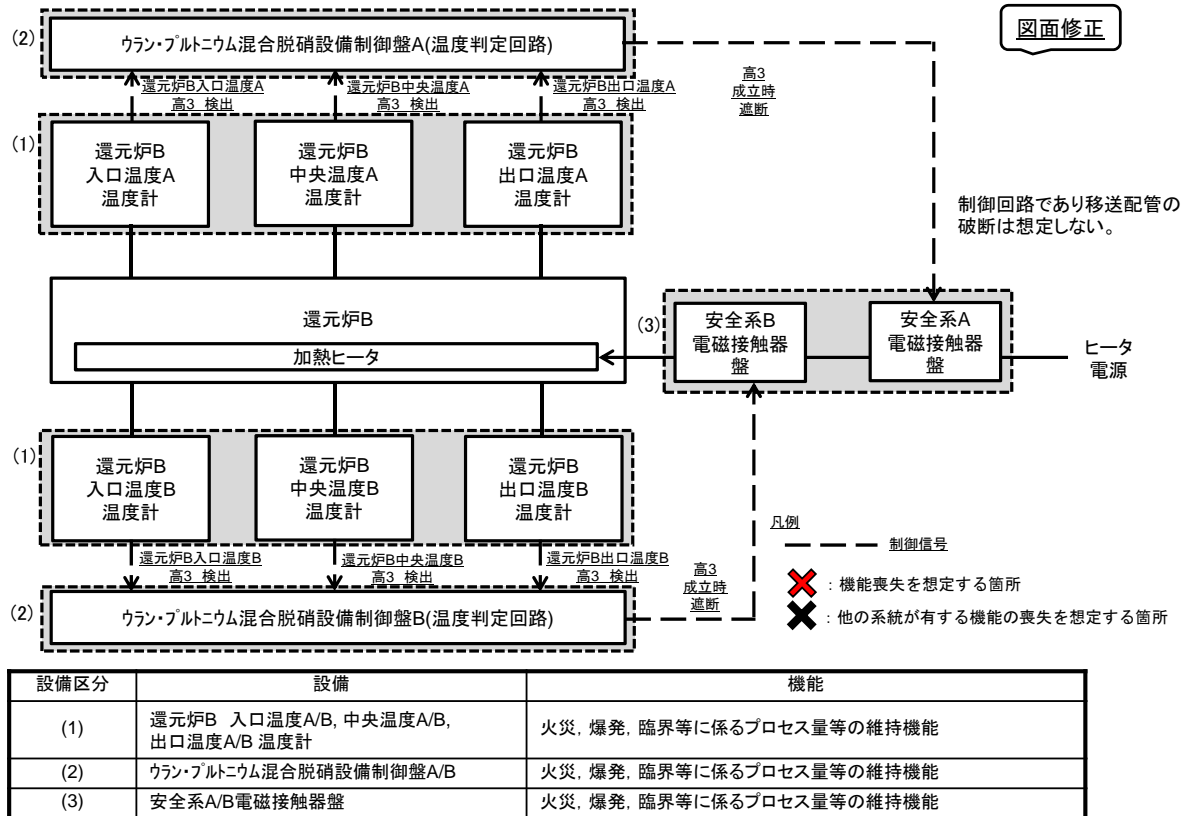 図面修正
(2)
ウラン・プルトニウム混合脱硝設備制御盤A(温度判定回路)
還元炉B入口温度A
高3 検出
還元炉B中央温度A
高3 検出
還元炉B出口温度A
高3 検出
高3
成立時
遮断
(1)
還元炉B
入口温度A
温度計
還元炉B
中央温度A
温度計
還元炉B
出口温度A
温度計
制御回路であり移送配管の
破断は想定しない。
還元炉B
加熱ヒータ
(3)
安全系B
電磁接触器
盤
安全系A
電磁接触器
盤
ヒータ
電源
(1)
還元炉B
入口温度B
温度計
還元炉B
中央温度B
温度計
還元炉B
出口温度B
温度計
還元炉B入口温度B
高3 検出
還元炉B中央温度B
高3 検出
還元炉B出口温度B
高3 検出
高3
成立時
遮断
(2)
ウラン・プルトニウム混合脱硝設備制御盤B(温度判定回路)
凡例
制御信号
：機能喪失を想定する箇所
：他の系統が有する機能の喪失を想定する箇所
設備区分 設備 機能
(1) 還元炉B 入口温度A/B, 中央温度A/B,
出口温度A/B 温度計 火災, 爆発, 臨界等に係るプロセス量等の維持機能
(2) ウラン・プルトニウム混合脱硝設備制御盤A/B 火災, 爆発, 臨界等に係るプロセス量等の維持機能
(3) 安全系A/B電磁接触器盤 火災, 爆発, 臨界等に係るプロセス量等の維持機能